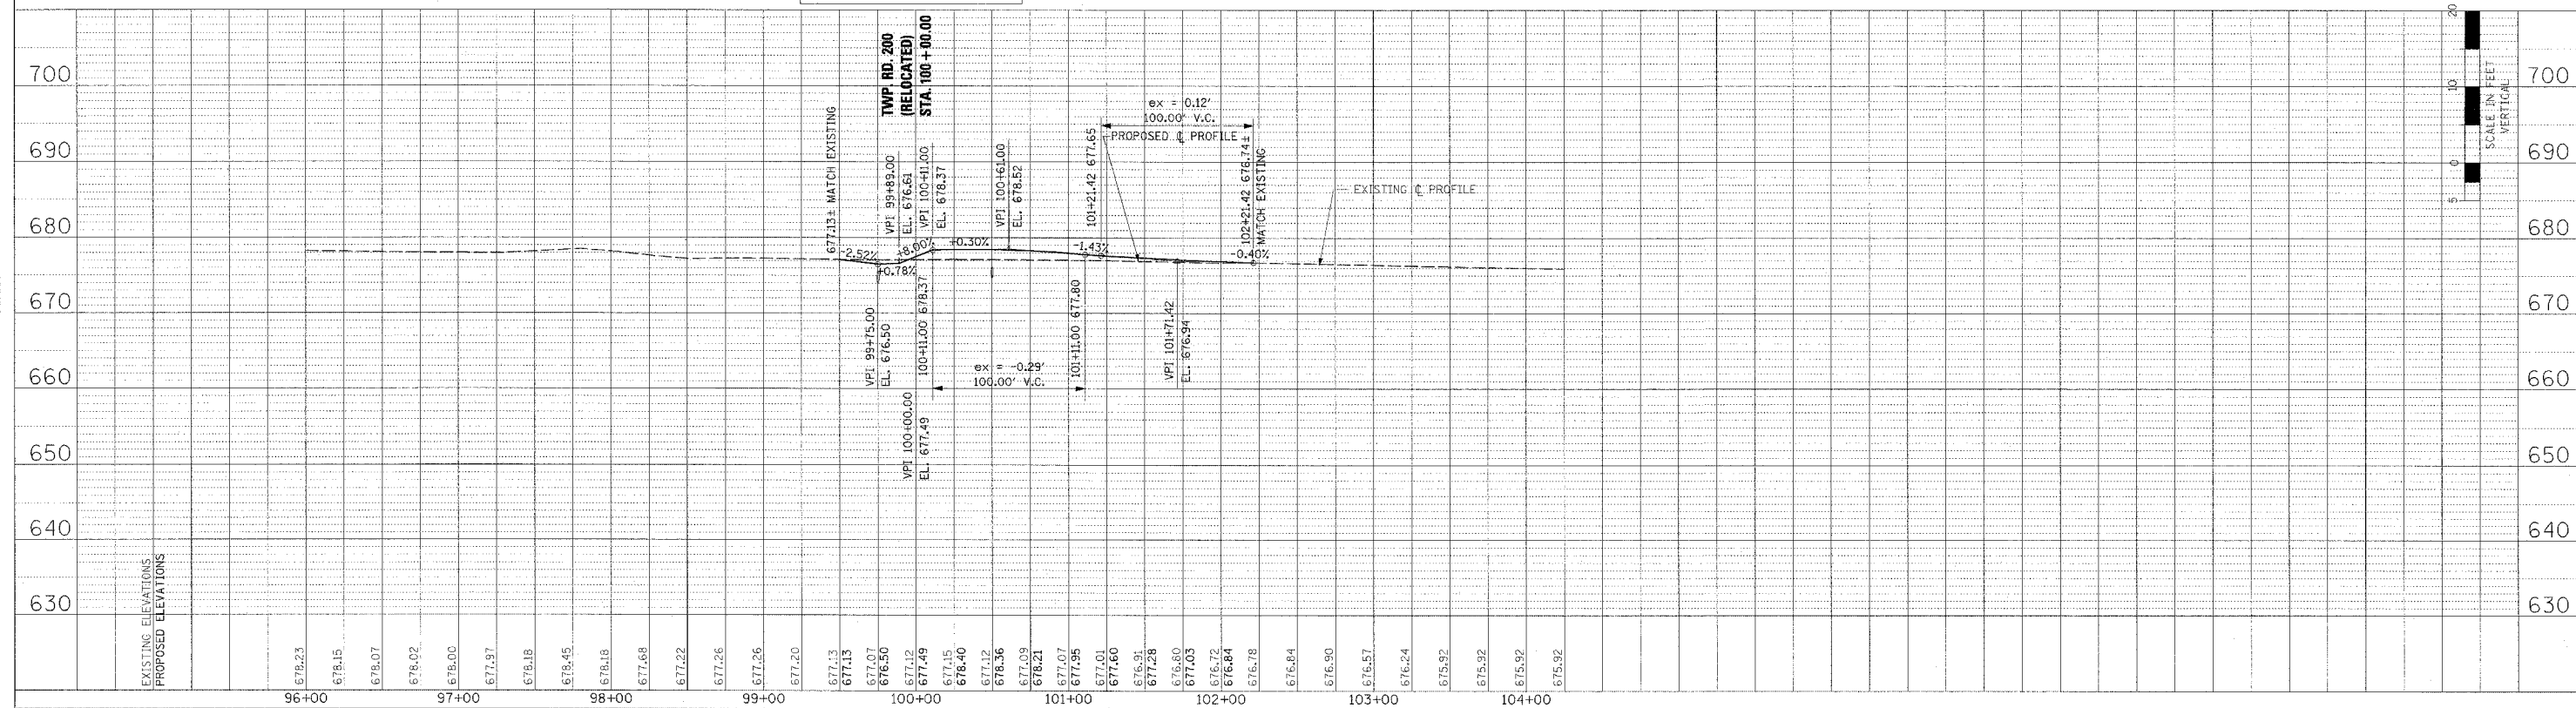 TWP. RD. 200
(RELOCATED)
STA. 100+00.00
677.13± MATCH EXISTING
VPI 99+89.00
EL. 676.61
VPI 100+11.00
EL. 678.37
VPI 100+61.00
EL. 678.52
101+21.42 677.65
ex = 0.12'
100.00' V.C.
PROPOSED ℄ PROFILE
102+21.42 676.74±
MATCH EXISTING
EXISTING ℄ PROFILE
-2.52%
+0.78%
+8.00%
+0.30%
-1.43%
-0.40%
VPI 99+75.00
EL. 676.50
100+11.00 678.37
VPI 100+00.00
EL. 677.49
ex = -0.29'
100.00' V.C.
101+11.00 677.80
VPI 101+71.42
EL. 676.94
20
10
0
5
SCALE IN FEET
VERTICAL
700
690
680
670
660
650
640
630
700
690
680
670
660
650
640
630
EXISTING ELEVATIONS
PROPOSED ELEVATIONS
678.23
678.15
678.07
678.02
678.00
677.97
678.18
678.45
678.18
677.68
677.22
677.26
677.26
677.20
677.13
677.13
677.07
676.50
677.12
677.49
677.15
678.40
677.12
678.36
677.09
678.21
677.07
677.95
677.01
677.60
676.91
677.28
676.80
677.03
676.72
676.84
676.78
676.84
676.90
676.57
676.24
675.92
675.92
675.92
675.92
96+00 97+00 98+00 99+00 100+00 101+00 102+00 103+00 104+00